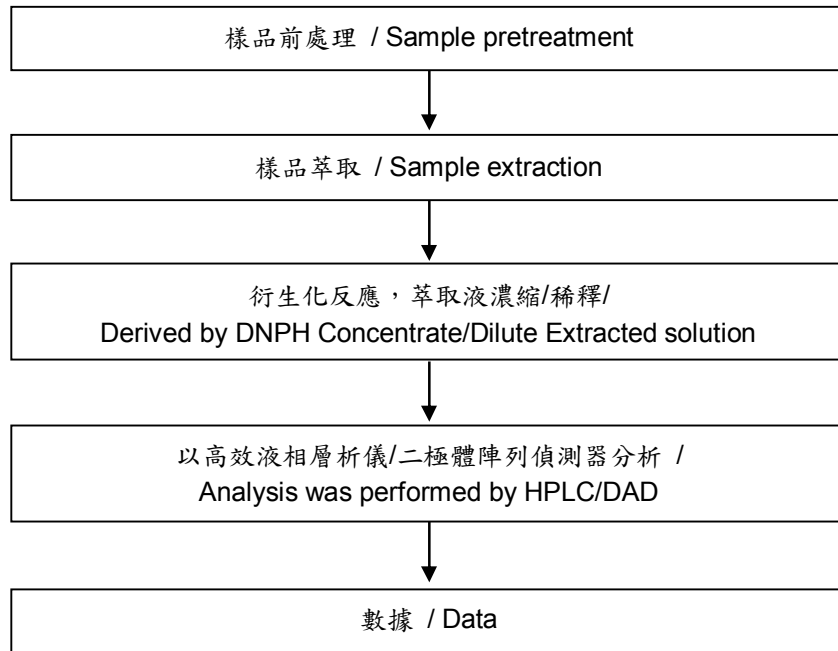 樣品前處理 / Sample pretreatment
樣品萃取 / Sample extraction
衍生化反應，萃取液濃縮/稀釋/
Derived by DNPH Concentrate/Dilute Extracted solution
以高效液相層析儀/二極體陣列偵測器分析 /
Analysis was performed by HPLC/DAD
數據 / Data